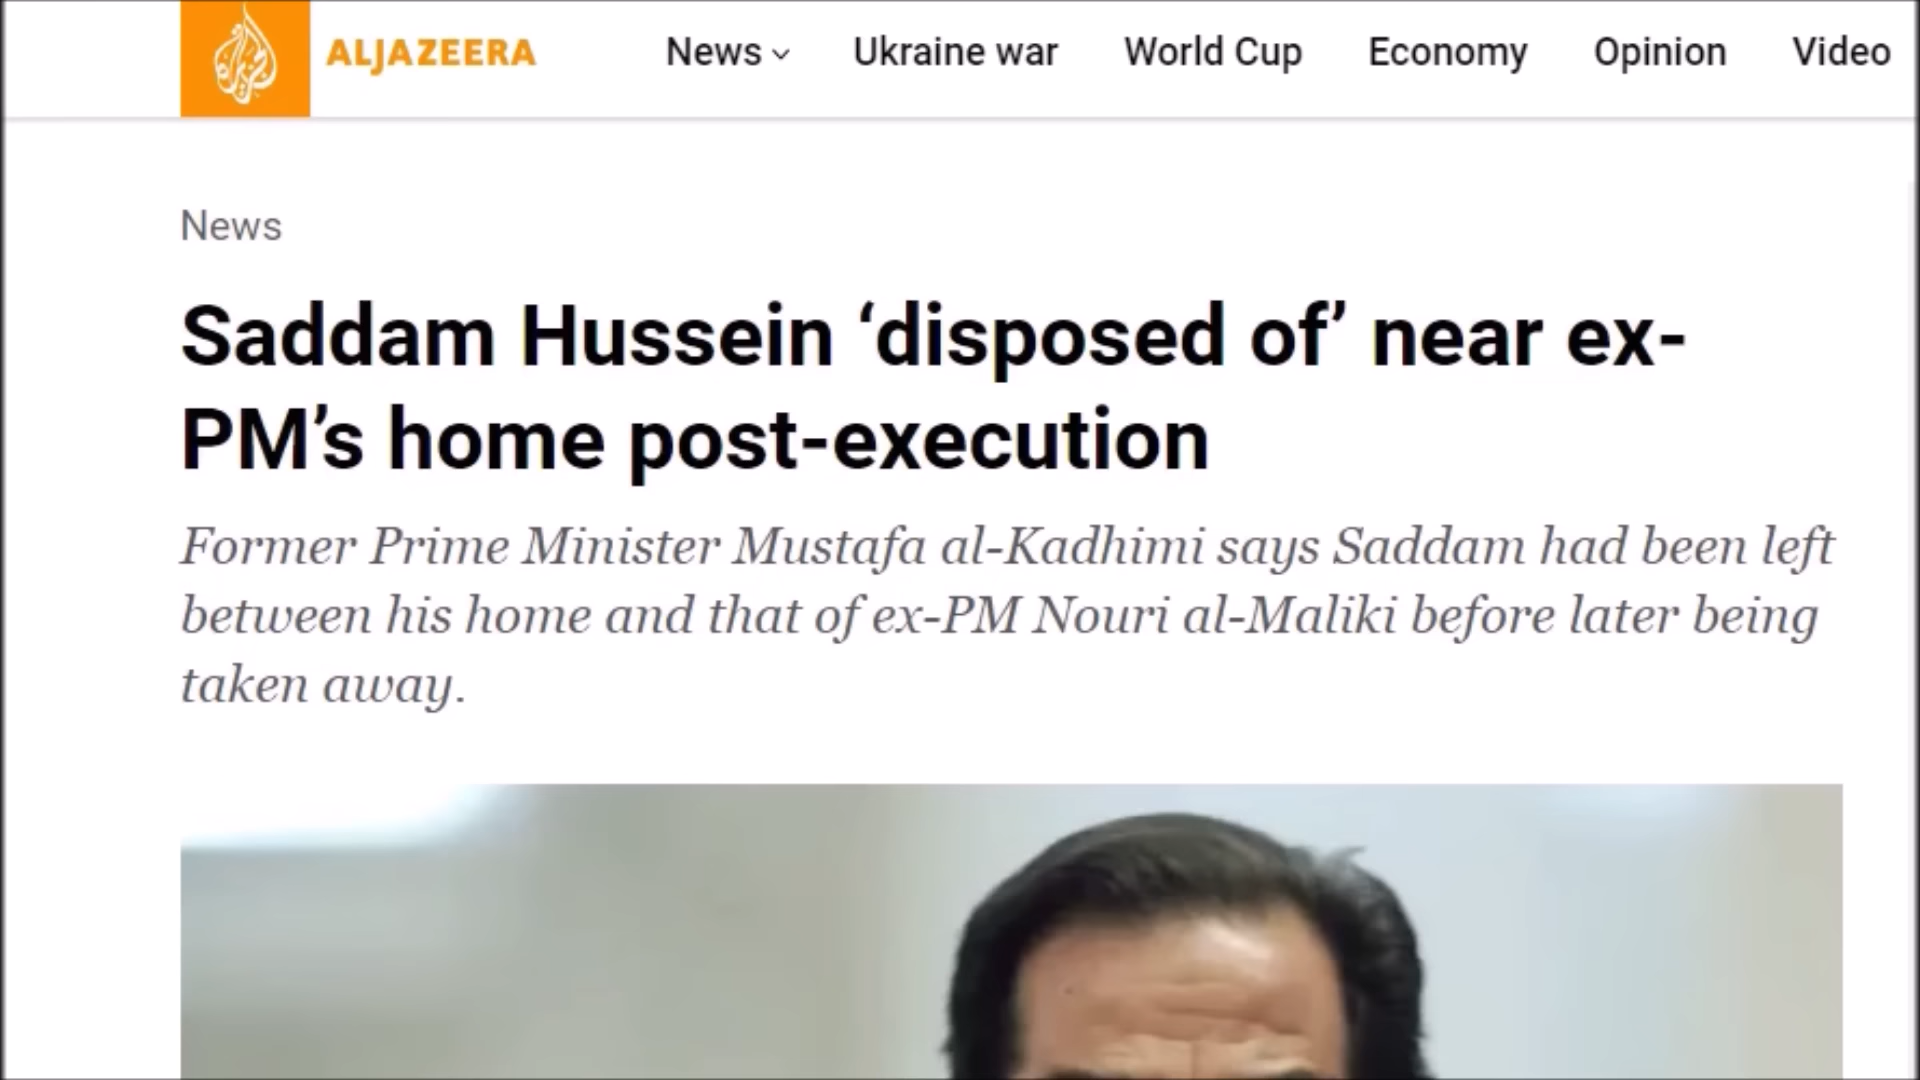 ALJAZEERA News Ukraine war World Cup Economy Opinion Video
News
Saddam Hussein ‘disposed of’ near ex-
PM’s home post-execution
Former Prime Minister Mustafa al-Kadhimi says Saddam had been left
between his home and that of ex-PM Nouri al-Maliki before later being
taken away.